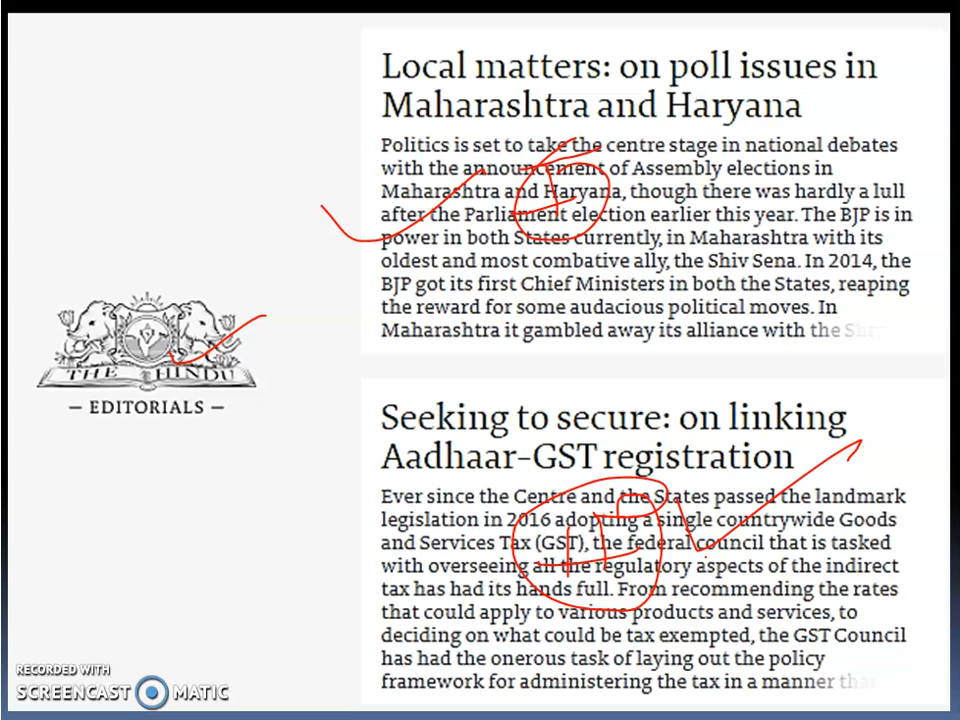 Local matters: on poll issues in
Maharashtra and Haryana
Politics is set to take the centre stage in national debates
with the announcement of Assembly elections in
Maharashtra and Haryana, though there was hardly a lull
after the Parliament election earlier this year. The BJP is in
power in both States currently, in Maharashtra with its
oldest and most combative ally, the Shiv Sena. In 2014, the
BJP got its first Chief Ministers in both the States, reaping
the reward for some audacious political moves. In
Maharashtra it gambled away its alliance with the
THE HINDU
— EDITORIALS —
Seeking to secure: on linking
Aadhaar-GST registration
Ever since the Centre and the States passed the landmark
legislation in 2016 adopting a single countrywide Goods
and Services Tax (GST), the federal council that is tasked
with overseeing all the regulatory aspects of the indirect
tax has had its hands full. From recommending the rates
that could apply to various products and services, to
deciding on what could be tax exempted, the GST Council
has had the onerous task of laying out the policy
framework for administering the tax in a manner
RECORDED WITH
SCREENCAST MATIC